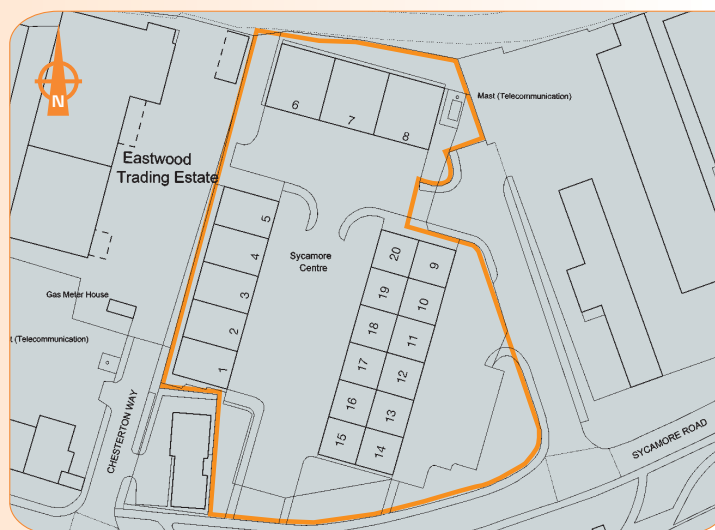 N
6
7
8
Mast (Telecommunication)
Eastwood
Trading Estate
5
4
3
2
1
Sycamore
Centre
20
9
19
10
18
11
17
12
16
13
15
14
Gas Meter House
t (Telecommunication)
CHESTERTON WAY
SYCAMORE ROAD